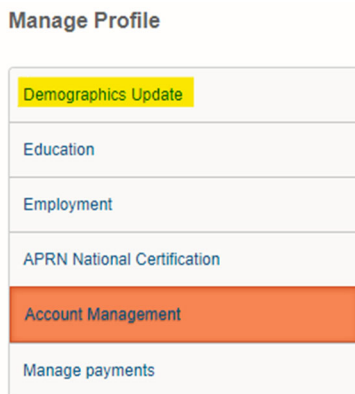 Manage Profile
Demographics Update
Education
Employment
APRN National Certification
Account Management
Manage payments